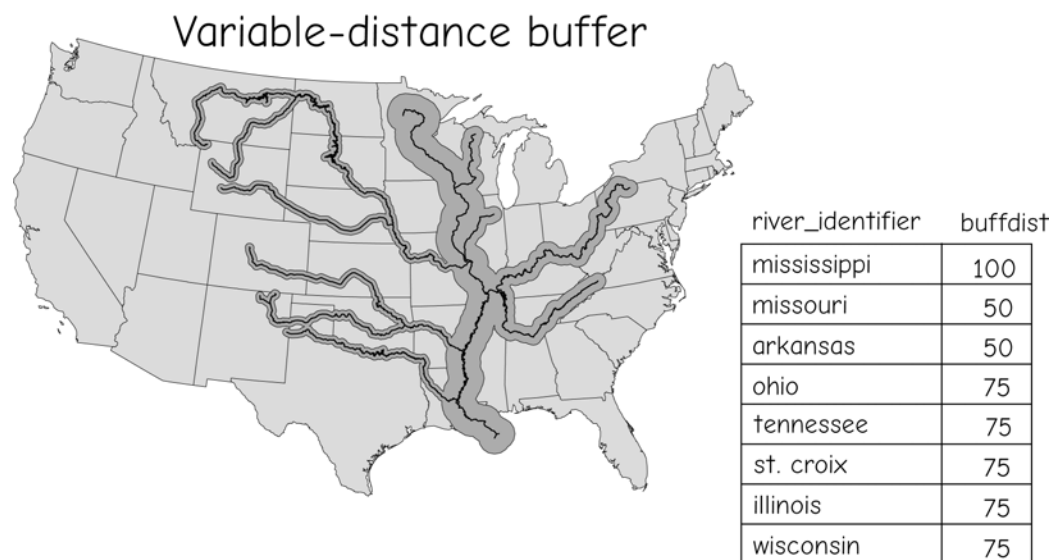 Variable-distance buffer
river_identifier buffdist
mississippi 100
missouri 50
arkansas 50
ohio 75
tennessee 75
st. croix 75
illinois 75
wisconsin 75